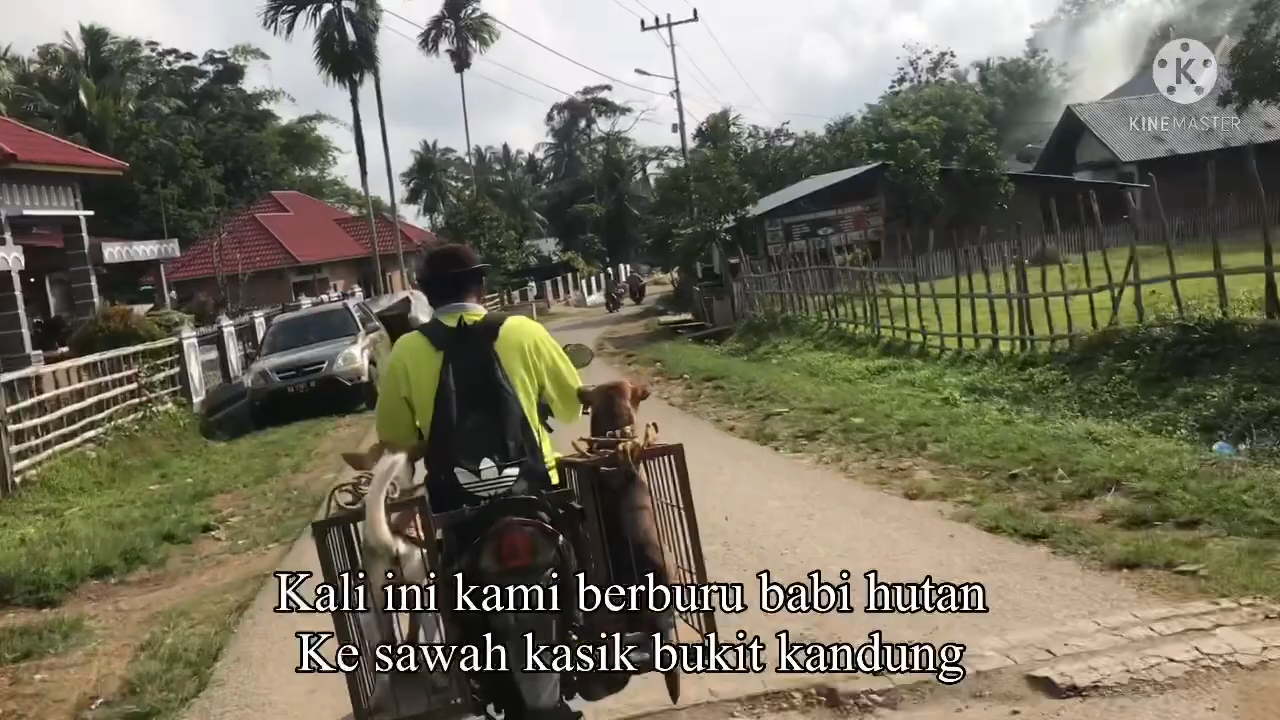 K
KINEMASTER
Kali ini kami berburu babi hutan
Ke sawah kasik bukit kandung